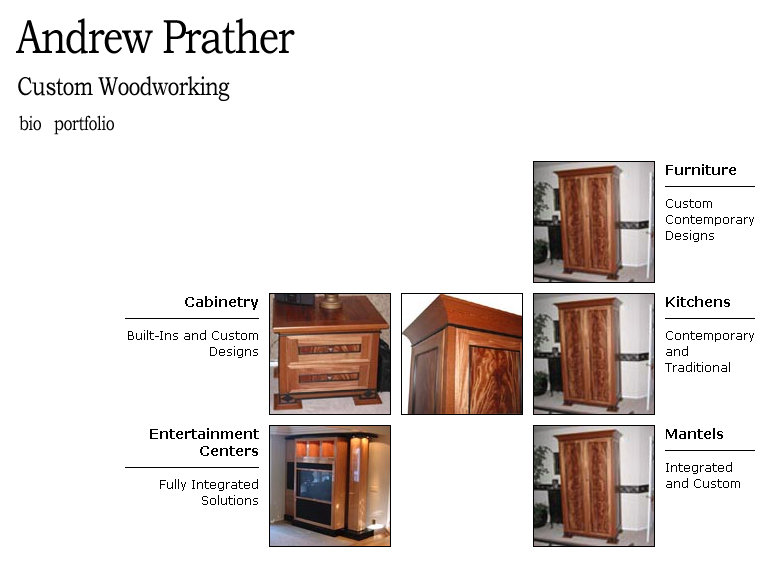 Andrew Prather
Custom Woodworking
bio portfolio
Furniture
Custom
Contemporary
Designs
Cabinetry
Built-Ins and Custom
Designs
Kitchens
Contemporary
and
Traditional
Entertainment
Centers
Fully Integrated
Solutions
Mantels
Integrated
and Custom